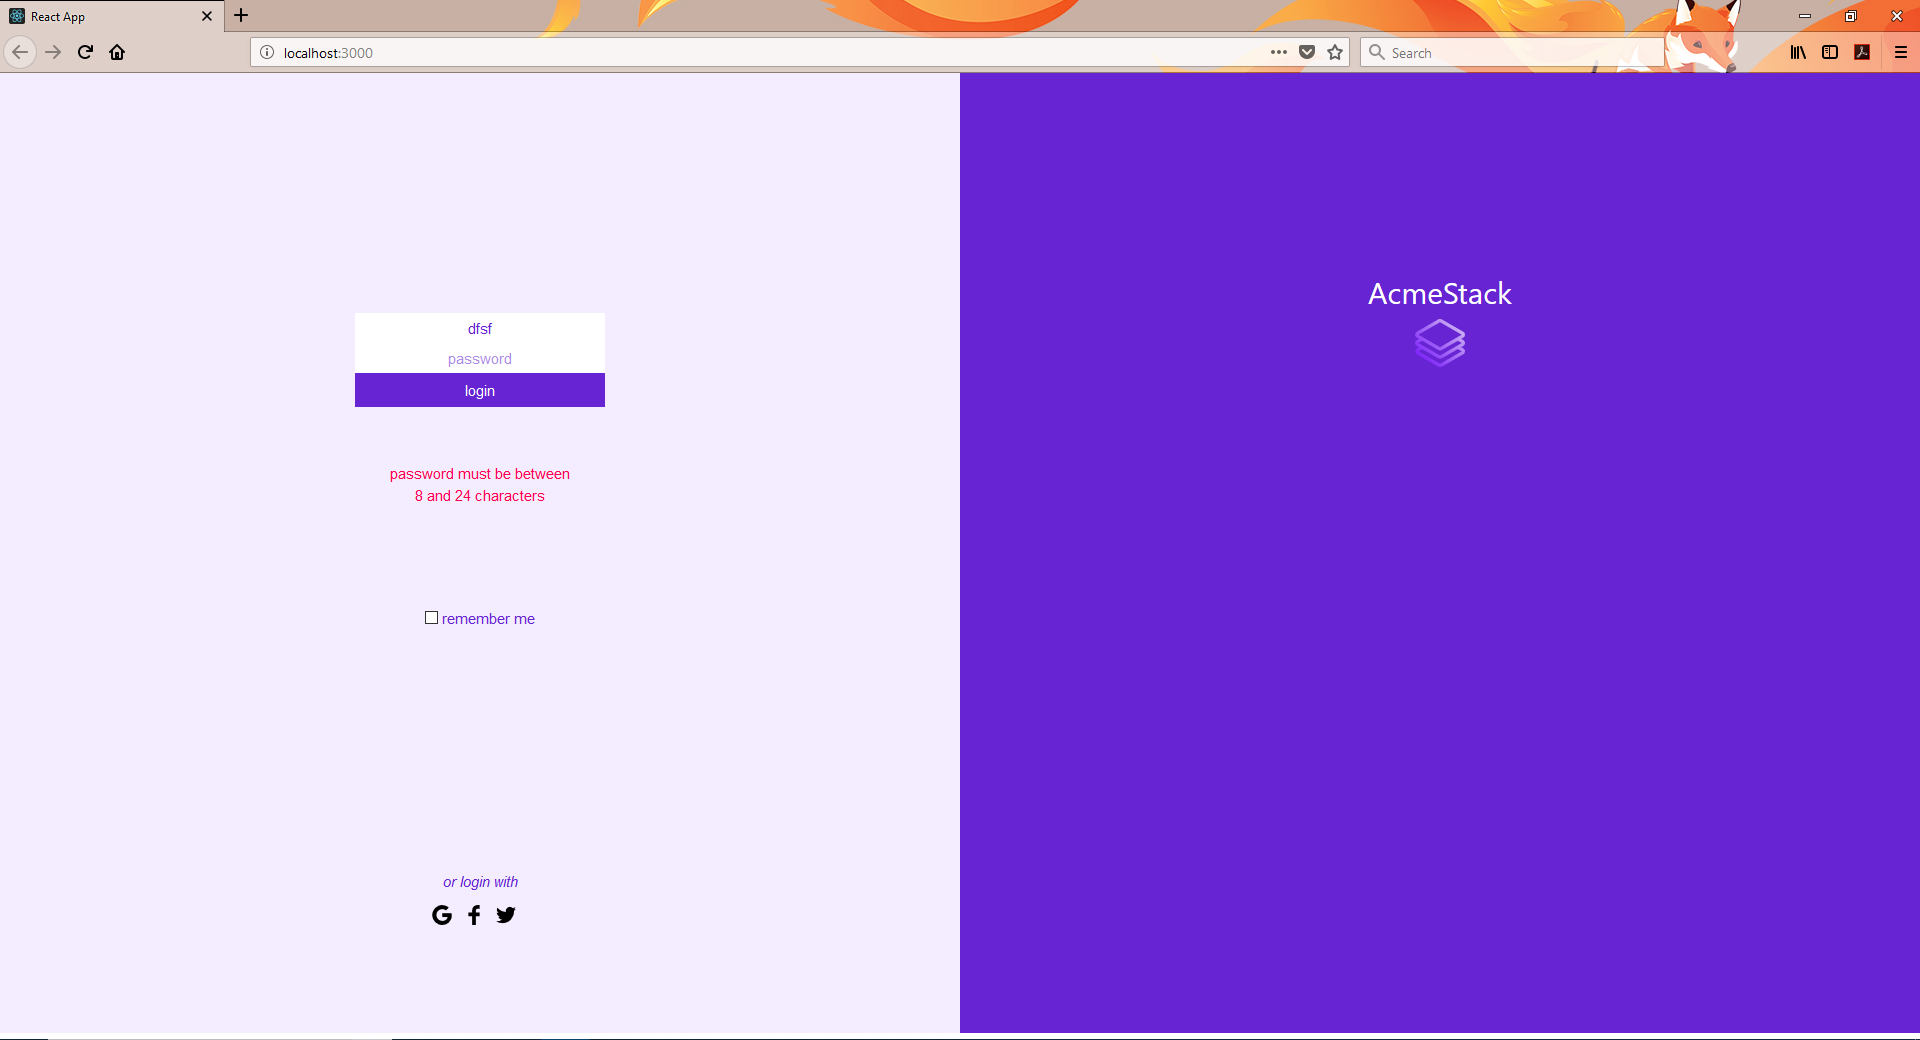 React App
localhost:3000
Search
dfsf
password
login
password must be between
8 and 24 characters
remember me
or login with
AcmeStack